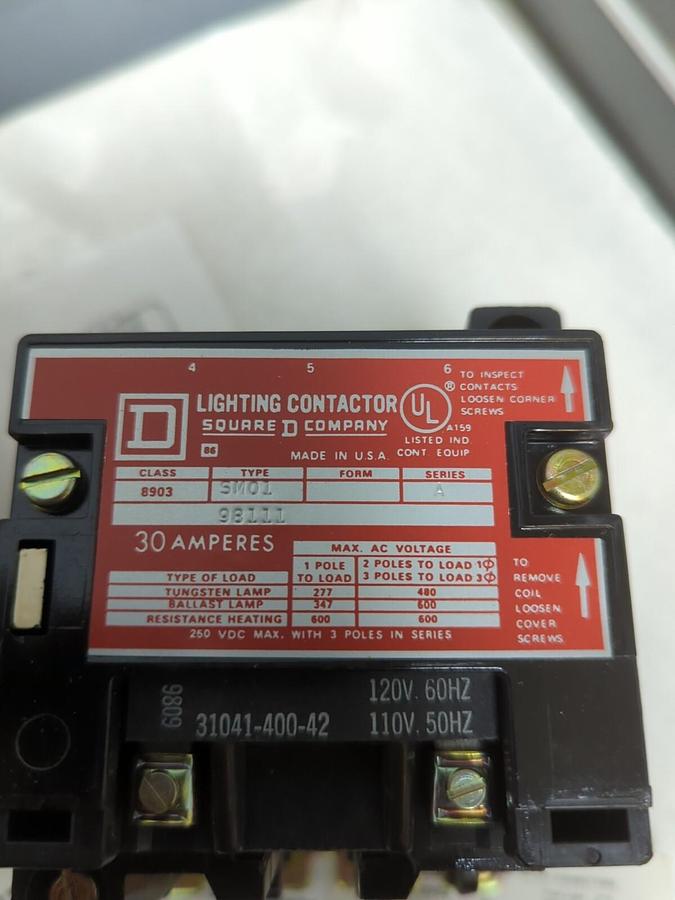 4 5 6
LIGHTING CONTACTOR
SQUARE D COMPANY
D
86
MADE IN U.S.A.
UL
®
A159
LISTED IND
CONT EQUIP
TO INSPECT
CONTACTS
LOOSEN CORNER
SCREWS
CLASS TYPE FORM SERIES
8903 SMO1 A
98111
30 AMPERES
MAX. AC VOLTAGE
1 POLE 2 POLES TO LOAD 1Ø
TYPE OF LOAD TO LOAD 3 POLES TO LOAD 3Ø
TUNGSTEN LAMP 277 480
BALLAST LAMP 347 600
RESISTANCE HEATING 600 600
250 VDC MAX. WITH 3 POLES IN SERIES
TO
REMOVE
COIL
LOOSEN
COVER
SCREWS
6086
31041-400-42
120V. 60HZ
110V. 50HZ